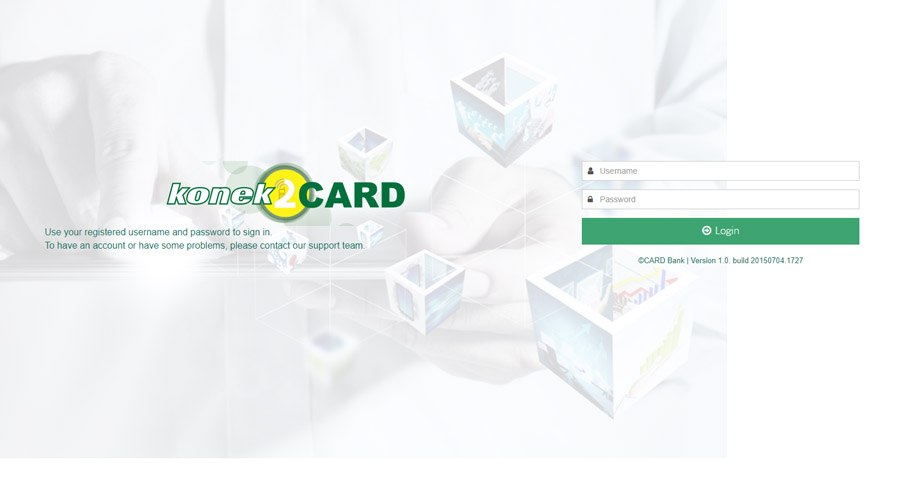 konek2CARD
Use your registered username and password to sign in.
To have an account or have some problems, please contact our support team.
Username
Password
Login
©CARD Bank | Version 1.0. build 20150704.1727